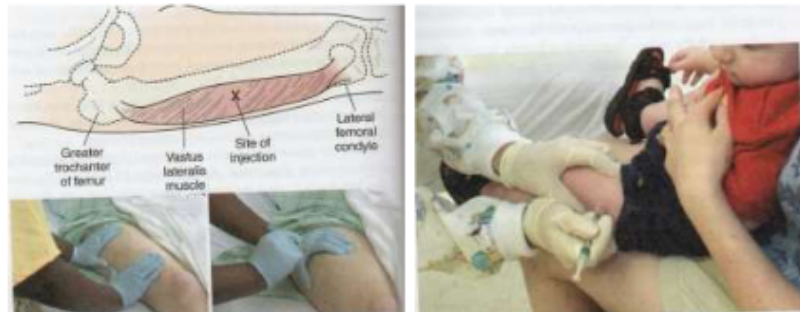 Greater
trochanter
of femur
Vastus
lateralis
muscle
Site of
injection
Lateral
femoral
condyle
X